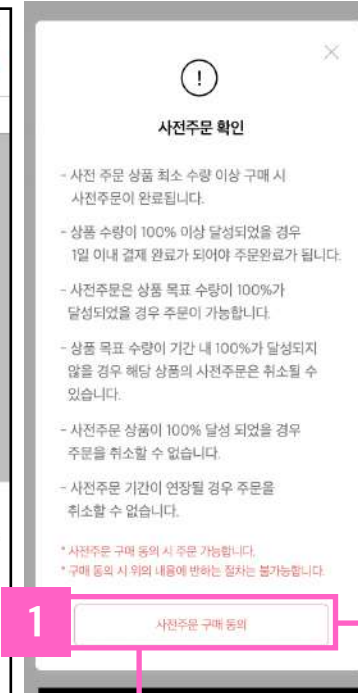 사전주문 확인
- 사전 주문 상품 최소 수량 이상 구매 시
사전주문이 완료됩니다.
- 상품 수량이 100% 이상 달성되었을 경우
1일 이내 결제 완료가 되어야 주문완료가 됩니다.
- 사전주문은 상품 목표 수량이 100%가
달성되었을 경우 주문이 가능합니다.
- 상품 목표 수량이 기간 내 100%가 달성되지
않을 경우 해당 상품의 사전주문은 취소될 수
있습니다.
- 사전주문 상품이 100% 달성 되었을 경우
주문을 취소할 수 없습니다.
- 사전주문 기간이 연장될 경우 주문을
취소할 수 없습니다.
* 사전주문 구매 동의 시 주문 가능합니다.
* 구매 동의 시 위의 내용에 반하는 절차는 불가능합니다.
1
사전주문 구매 동의